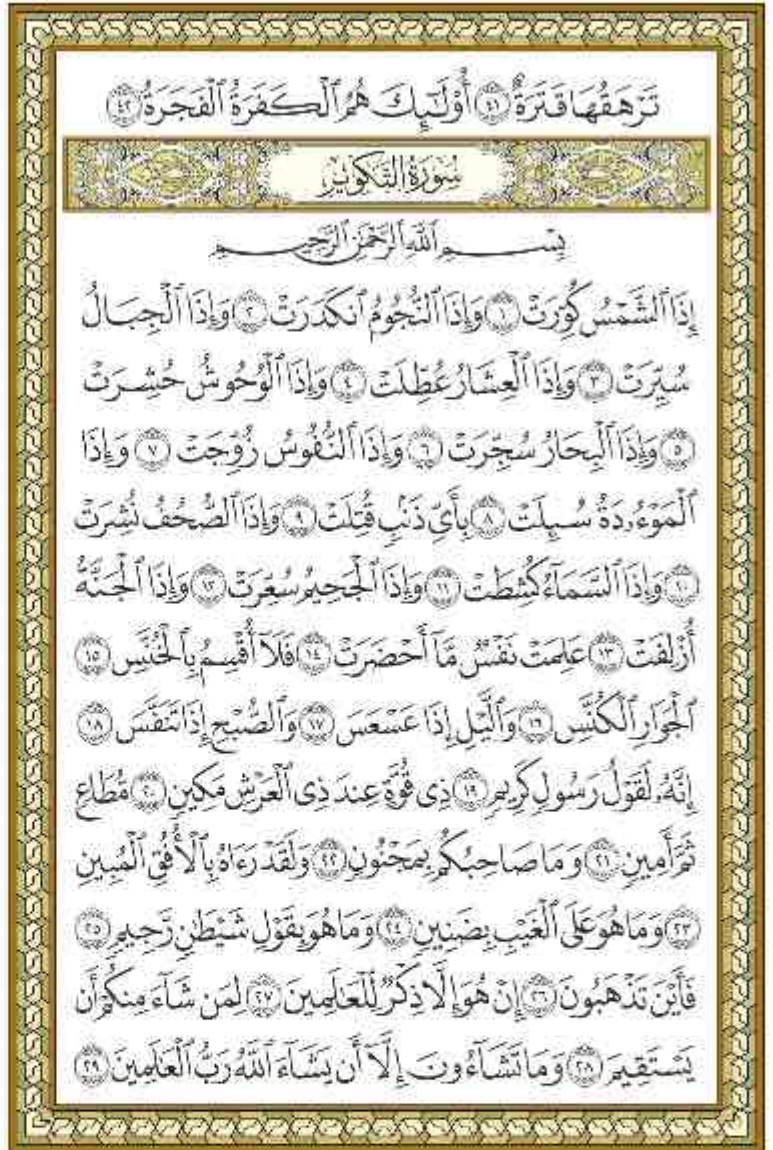 تَرْهَقُهَا قَتَرَةٌ ٤١ أُوْلَٰٓئِكَ هُمُ ٱلْكَفَرَةُ ٱلْفَجَرَةُ ٤٢
سُورَةُ التَّكْوِيرِ
بِسْمِ ٱللَّهِ ٱلرَّحْمَٰنِ ٱلرَّحِيمِ
إِذَا ٱلشَّمْسُ كُوِّرَتْ ١ وَإِذَا ٱلنُّجُومُ ٱنكَدَرَتْ ٢ وَإِذَا ٱلْجِبَالُ
سُيِّرَتْ ٣ وَإِذَا ٱلْعِشَارُ عُطِّلَتْ ٤ وَإِذَا ٱلْوُحُوشُ حُشِرَتْ
٥ وَإِذَا ٱلْبِحَارُ سُجِّرَتْ ٦ وَإِذَا ٱلنُّفُوسُ زُوِّجَتْ ٧ وَإِذَا
ٱلْمَوْءُۥدَةُ سُئِلَتْ ٨ بِأَيِّ ذَنۢبٍ قُتِلَتْ ٩ وَإِذَا ٱلصُّحُفُ نُشِرَتْ
١٠ وَإِذَا ٱلسَّمَآءُ كُشِطَتْ ١١ وَإِذَا ٱلْجَحِيمُ سُعِّرَتْ ١٢ وَإِذَا ٱلْجَنَّةُ
أُزْلِفَتْ ١٣ عَلِمَتْ نَفْسٌ مَّآ أَحْضَرَتْ ١٤ فَلَآ أُقْسِمُ بِٱلْخُنَّسِ ١٥
ٱلْجَوَارِ ٱلْكُنَّسِ ١٦ وَٱلَّيْلِ إِذَا عَسْعَسَ ١٧ وَٱلصُّبْحِ إِذَا تَنَفَّسَ ١٨
إِنَّهُۥ لَقَوْلُ رَسُولٍ كَرِيمٍ ١٩ ذِى قُوَّةٍ عِندَ ذِى ٱلْعَرْشِ مَكِينٍ ٢٠ مُّطَاعٍ
ثَمَّ أَمِينٍ ٢١ وَمَا صَاحِبُكُم بِمَجْنُونٍ ٢٢ وَلَقَدْ رَءَاهُ بِٱلْأُفُقِ ٱلْمُبِينِ
٢٣ وَمَا هُوَ عَلَى ٱلْغَيْبِ بِضَنِينٍ ٢٤ وَمَا هُوَ بِقَوْلِ شَيْطَٰنٍ رَّجِيمٍ ٢٥
فَأَيْنَ تَذْهَبُونَ ٢٦ إِنْ هُوَ إِلَّا ذِكْرٌ لِّلْعَٰلَمِينَ ٢٧ لِمَن شَآءَ مِنكُمْ أَن
يَسْتَقِيمَ ٢٨ وَمَا تَشَآءُونَ إِلَّآ أَن يَشَآءَ ٱللَّهُ رَبُّ ٱلْعَٰلَمِينَ ٢٩